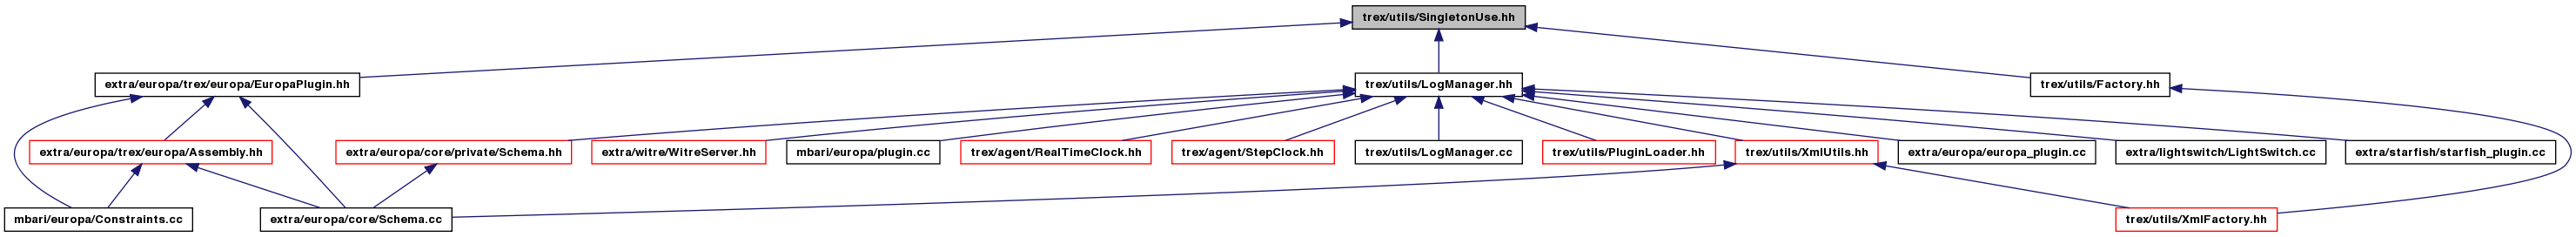 trex/utils/SingletonUse.hh
extra/europa/trex/europa/EuropaPlugin.hh
trex/utils/LogManager.hh
trex/utils/Factory.hh
extra/europa/trex/europa/Assembly.hh
extra/europa/core/private/Schema.hh
extra/witre/WitreServer.hh
mbari/europa/plugin.cc
trex/agent/RealTimeClock.hh
trex/agent/StepClock.hh
trex/utils/LogManager.cc
trex/utils/PluginLoader.hh
trex/utils/XmlUtils.hh
extra/europa/europa_plugin.cc
extra/lightswitch/LightSwitch.cc
extra/starfish/starfish_plugin.cc
mbari/europa/Constraints.cc
extra/europa/core/Schema.cc
trex/utils/XmlFactory.hh